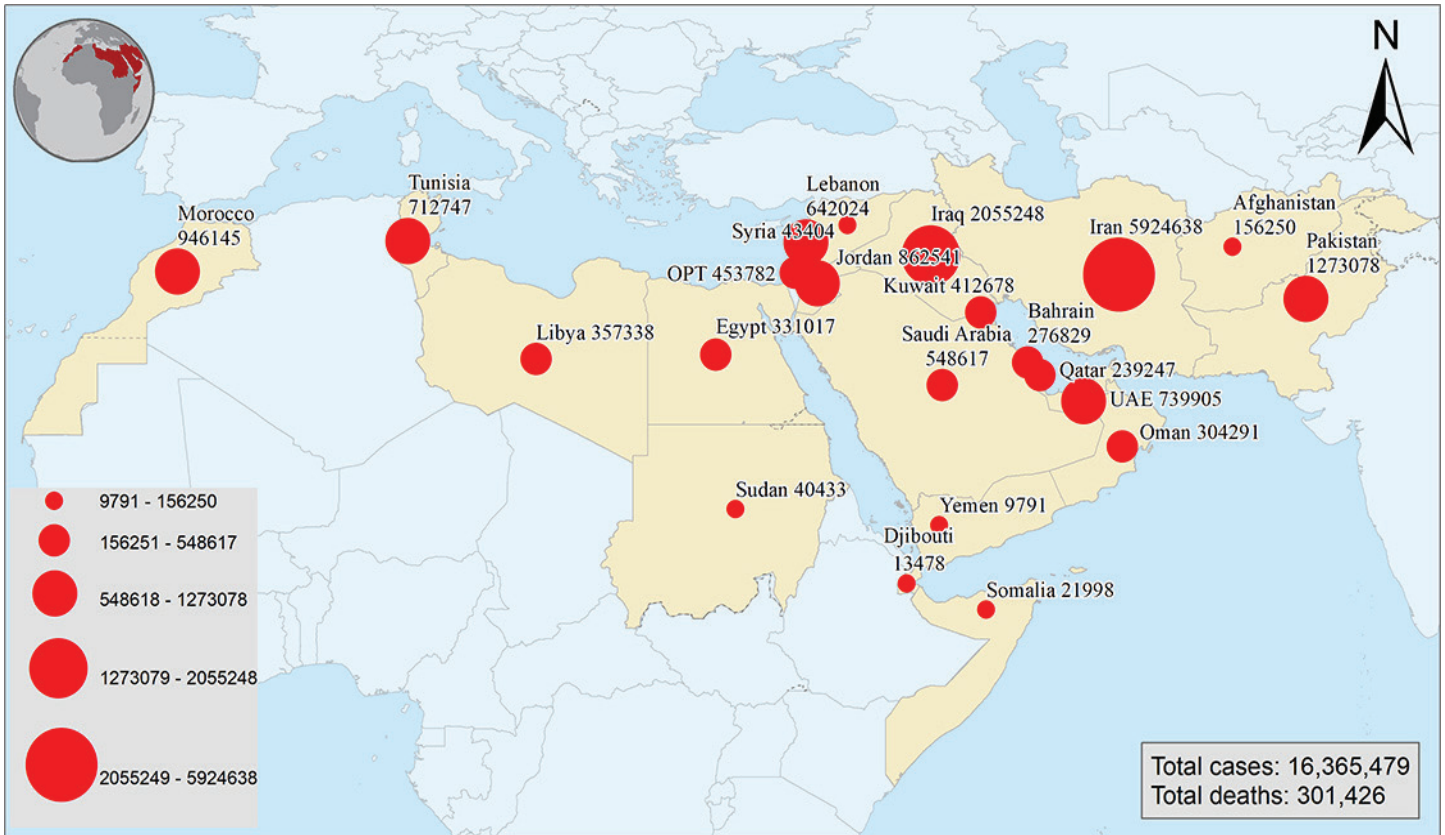 N
Tunisia
712747
Morocco
946145
Lebanon
642024
Syria 43404
Iraq 2055248
Iran 5924638
Afghanistan
156250
Pakistan
1273078
Jordan 862541
OPT 453782
Kuwait 412678
Bahrain
276829
Libya 357338
Egypt 331017
Saudi Arabia
548617
Qatar 239247
UAE 739905
Oman 304291
Sudan 40433
Yemen 9791
Djibouti
13478
Somalia 21998
9791 - 156250
156251 - 548617
548618 - 1273078
1273079 - 2055248
2055249 - 5924638
Total cases: 16,365,479
Total deaths: 301,426